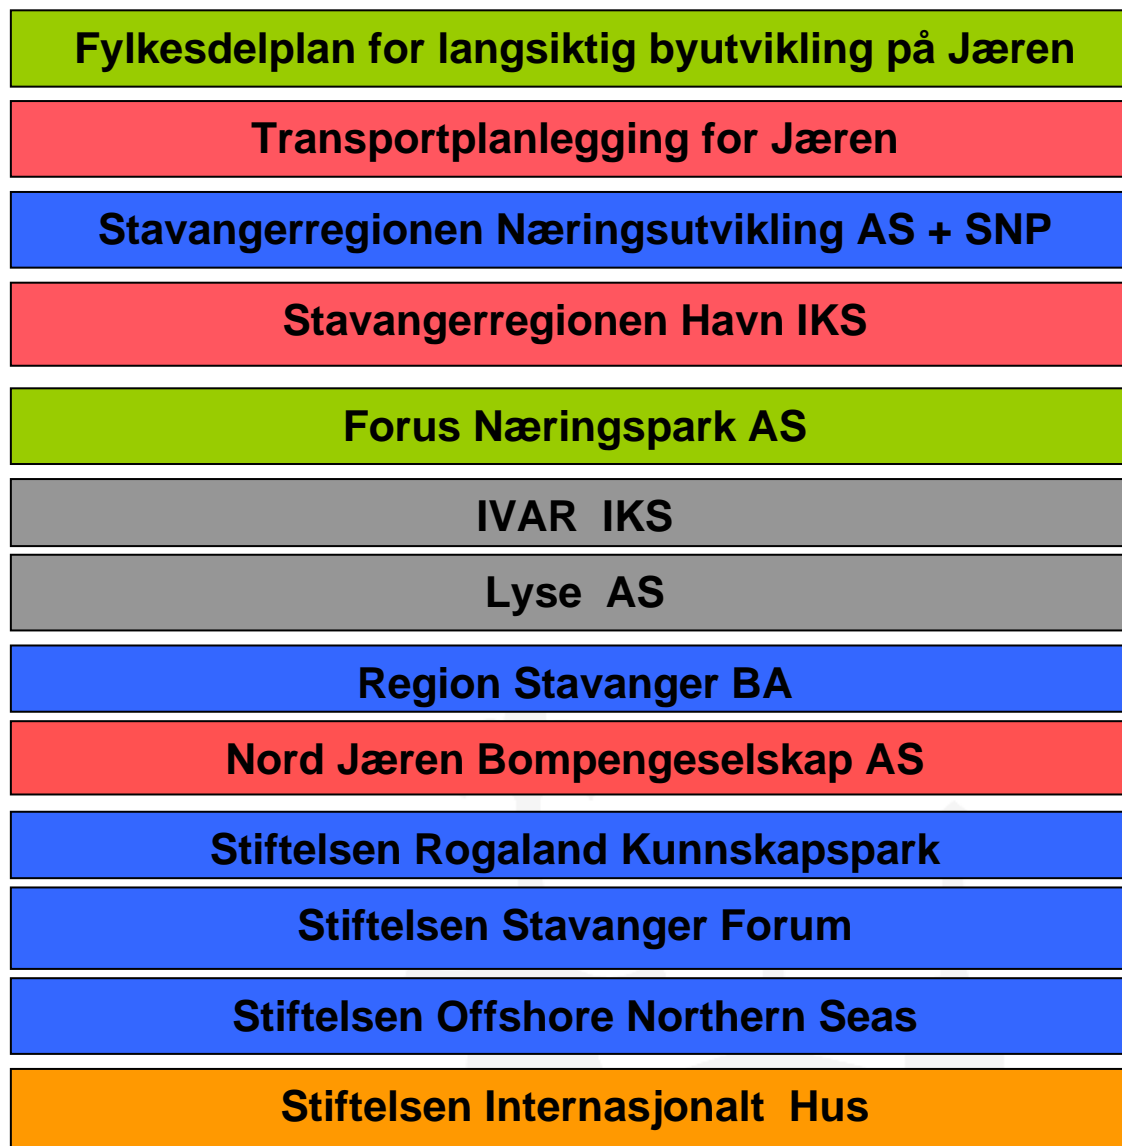 Fylkesdelplan for langsiktig byutvikling på Jæren
Transportplanlegging for Jæren
Stavangerregionen Næringsutvikling AS + SNP
Stavangerregionen Havn IKS
Forus Næringspark AS
IVAR IKS
Lyse AS
Region Stavanger BA
Nord Jæren Bompengeselskap AS
Stiftelsen Rogaland Kunnskapspark
Stiftelsen Stavanger Forum
Stiftelsen Offshore Northern Seas
Stiftelsen Internasjonalt Hus